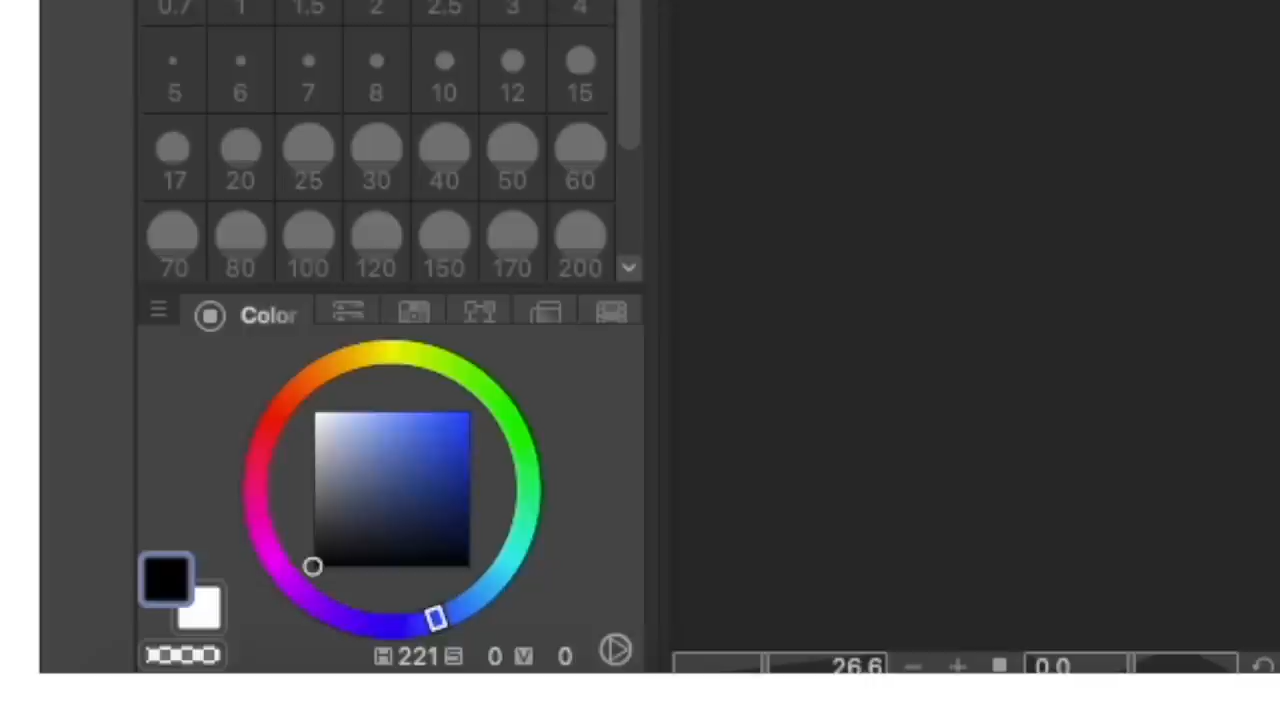 0.7 1 1.5 2 2.5 3 4
5 6 7 8 10 12 15
17 20 25 30 40 50 60
70 80 100 120 150 170 200
Color
H 221 S 0 V 0
26.6 0.0